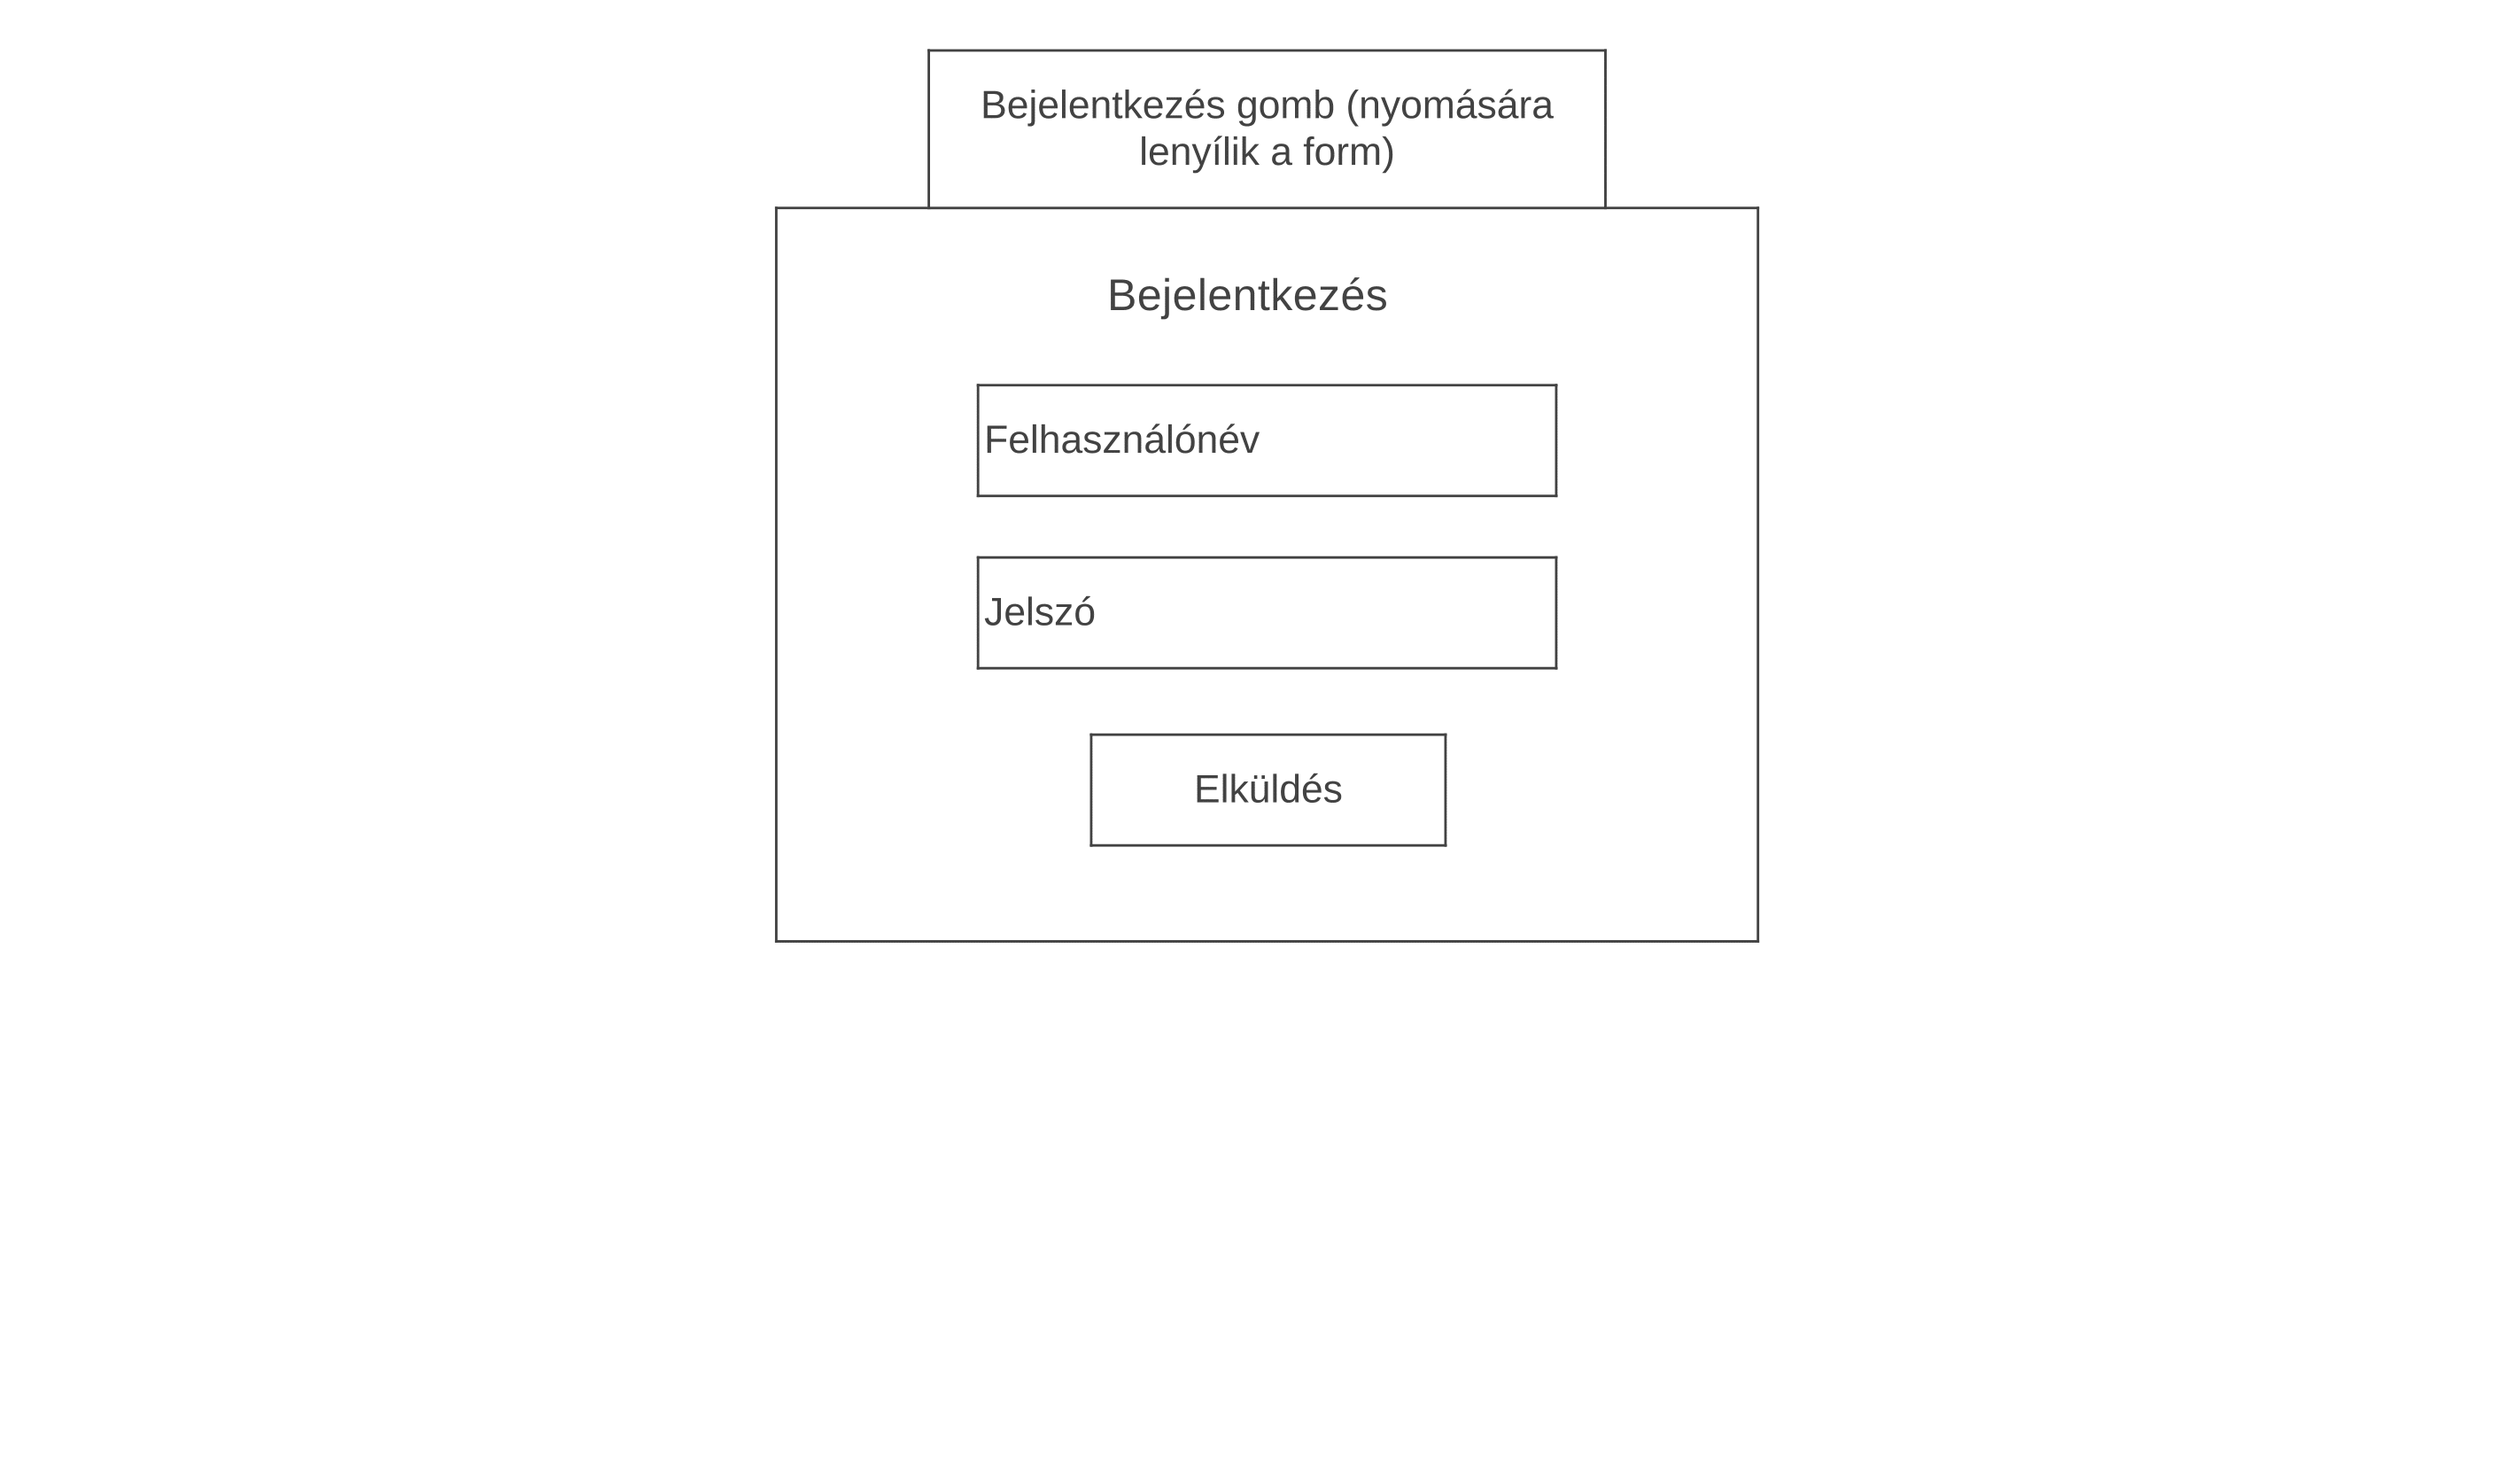 Bejelentkezés gomb (nyomására
lenyílik a form)
Bejelentkezés
Felhasználónév
Jelszó
Elküldés